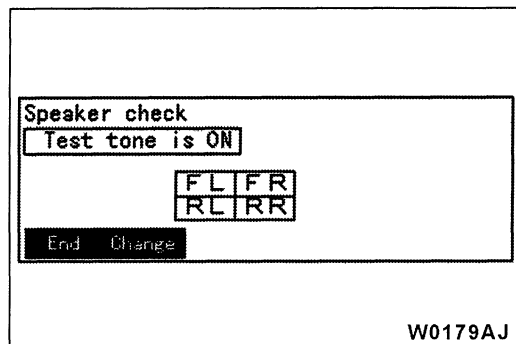 Speaker check
Test tone is ON
FL FR
RL RR
End Change
W0179AJ